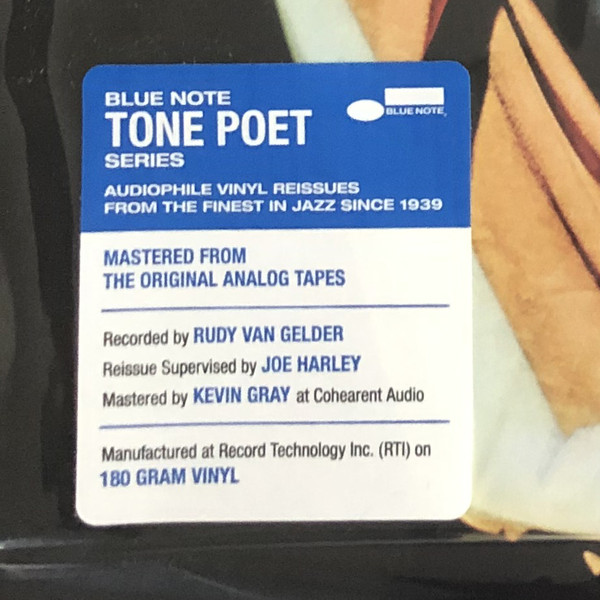 BLUE NOTE
TONE POET
SERIES
BLUE NOTE
AUDIOPHILE VINYL REISSUES
FROM THE FINEST IN JAZZ SINCE 1939
MASTERED FROM
THE ORIGINAL ANALOG TAPES
Recorded by RUDY VAN GELDER
Reissue Supervised by JOE HARLEY
Mastered by KEVIN GRAY at Cohearent Audio
Manufactured at Record Technology Inc. (RTI) on
180 GRAM VINYL